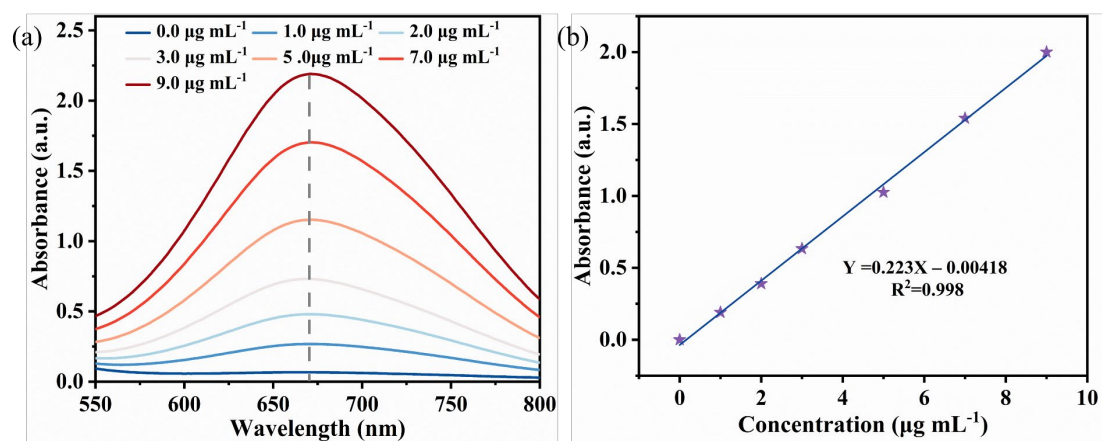 (a)
0.0 μg mL⁻¹ 1.0 μg mL⁻¹ 2.0 μg mL⁻¹
3.0 μg mL⁻¹ 5 .0μg mL⁻¹ 7.0 μg mL⁻¹
9.0 μg mL⁻¹
2.5
2.0
1.5
1.0
0.5
0.0
Absorbance (a.u.)
550 600 650 700 750 800
Wavelength (nm)
(b)
2.0
1.5
1.0
0.5
0.0
Absorbance (a.u.)
Y =0.223X – 0.00418
R²=0.998
0 2 4 6 8 10
Concentration (μg mL⁻¹)